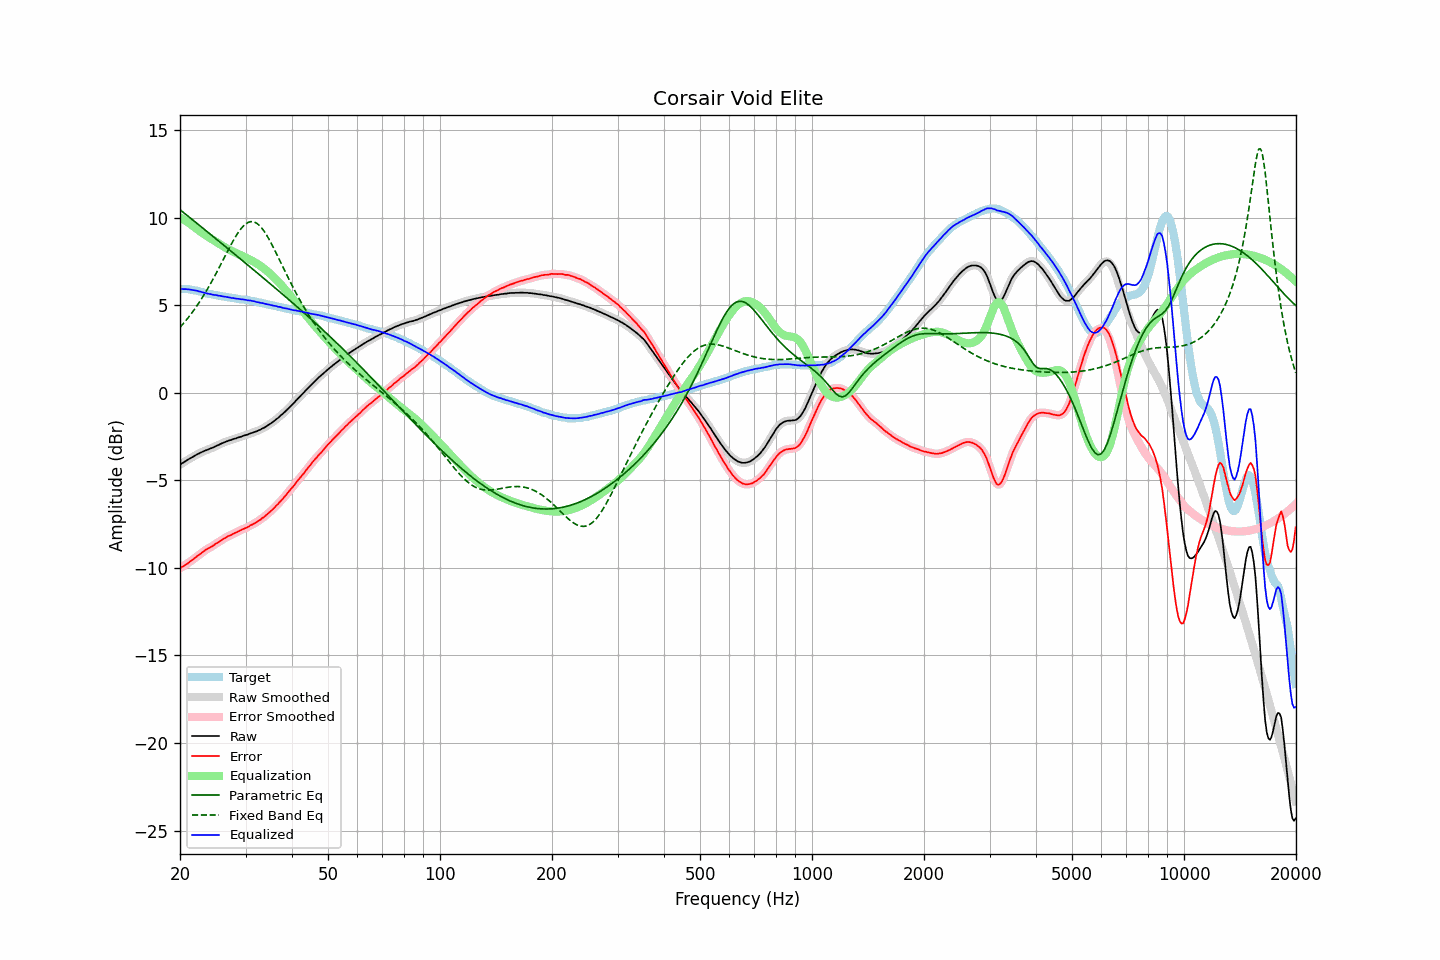 Corsair Void Elite
15
10
5
0
−5
−10
−15
−20
−25
Amplitude (dBr)
Target
Raw Smoothed
Error Smoothed
Raw
Error
Equalization
Parametric Eq
Fixed Band Eq
Equalized
20 50 100 200 500 1000 2000 5000 10000 20000
Frequency (Hz)